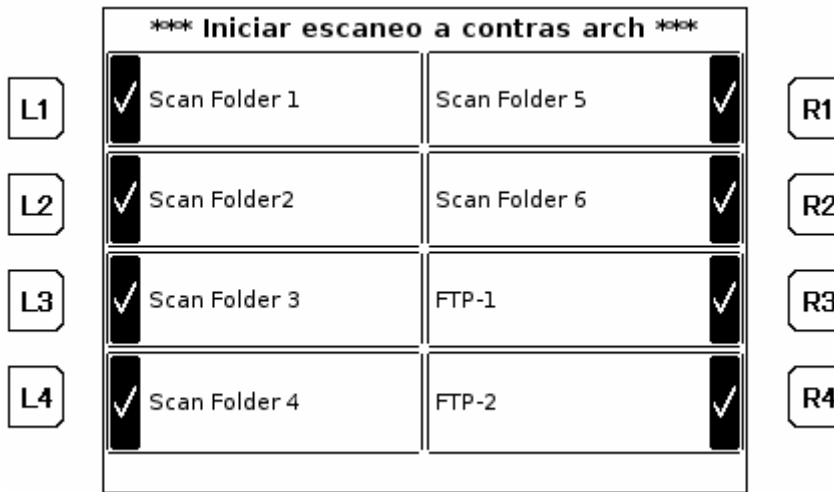 *** Iniciar escaneo a contras arch ***
L1 Scan Folder 1 Scan Folder 5 R1
L2 Scan Folder2 Scan Folder 6 R2
L3 Scan Folder 3 FTP-1 R3
L4 Scan Folder 4 FTP-2 R4